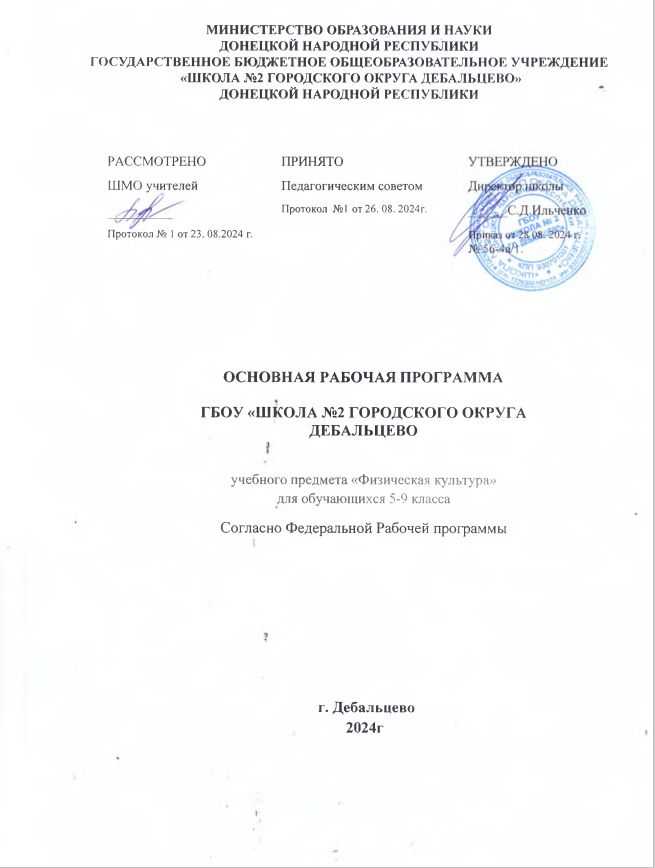 МИНИСТЕРСТВО ОБРАЗОВАНИЯ И НАУКИ
ДОНЕЦКОЙ НАРОДНОЙ РЕСПУБЛИКИ
ГОСУДАРСТВЕННОЕ БЮДЖЕТНОЕ ОБЩЕОБРАЗОВАТЕЛЬНОЕ УЧРЕЖДЕНИЕ
«ШКОЛА №2 ГОРОДСКОГО ОКРУГА ДЕБАЛЬЦЕВО»
ДОНЕЦКОЙ НАРОДНОЙ РЕСПУБЛИКИ
РАССМОТРЕНО
ШМО учителей
Протокол № 1 от 23. 08.2024 г.
ПРИНЯТО
Педагогическим советом
Протокол №1 от 26. 08. 2024г.
УТВЕРЖДЕНО
Директор школы
С.Д.Ильченко
Приказ от 28 08. 2024 г.
ГБОУ
КПП 930701001
ОСНОВНАЯ РАБОЧАЯ ПРОГРАММА
ГБОУ «ШКОЛА №2 ГОРОДСКОГО ОКРУГА
ДЕБАЛЬЦЕВО
учебного предмета «Физическая культура»
для обучающихся 5-9 класса
Согласно Федеральной Рабочей программы
г. Дебальцево
2024г